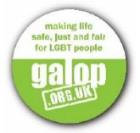 making life
safe, just and fair
for LGBT people
galop
.ORG.UK